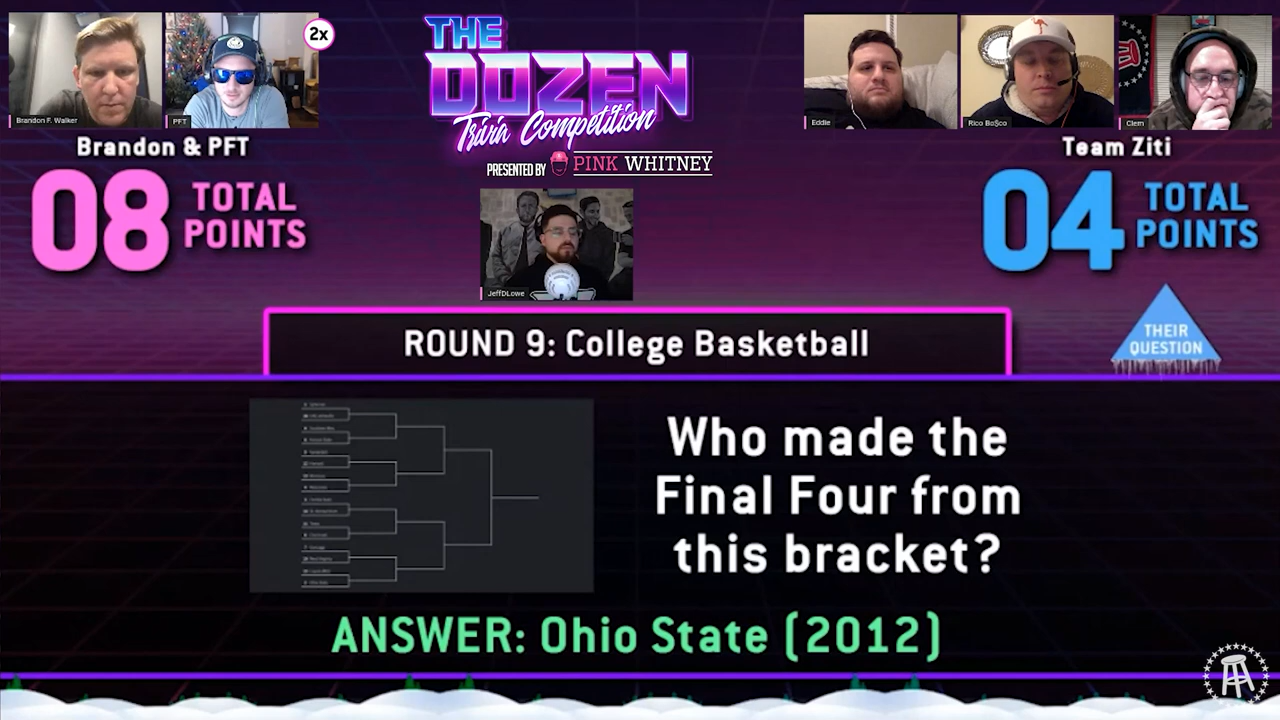 2x
Brandon F. Walker
PFT
THE
DOZEN
Trivia Competition
PRESENTED BY PINK WHITNEY
Eddie
Rico Bo$co
Clem
Brandon & PFT
08 TOTAL
POINTS
Team Ziti
04 TOTAL
POINTS
JeffDLowe
ROUND 9: College Basketball
THEIR
QUESTION
Who made the
Final Four from
this bracket?
ANSWER: Ohio State (2012)